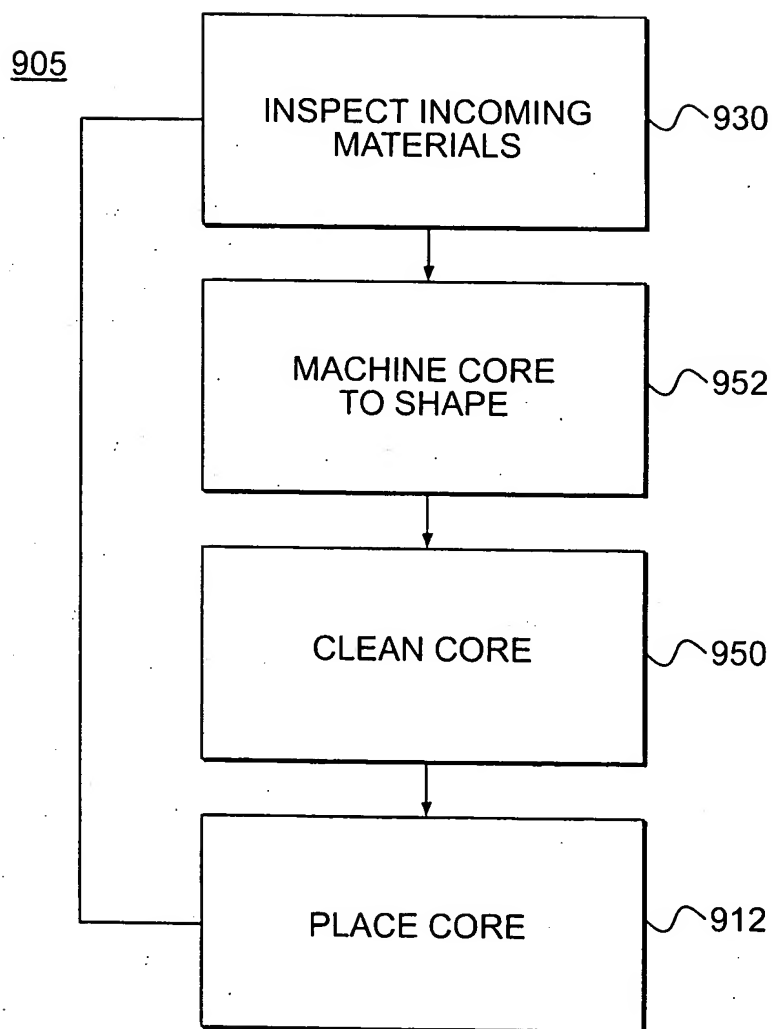 905
INSPECT INCOMING
MATERIALS
930
MACHINE CORE
TO SHAPE
952
CLEAN CORE
950
PLACE CORE
912